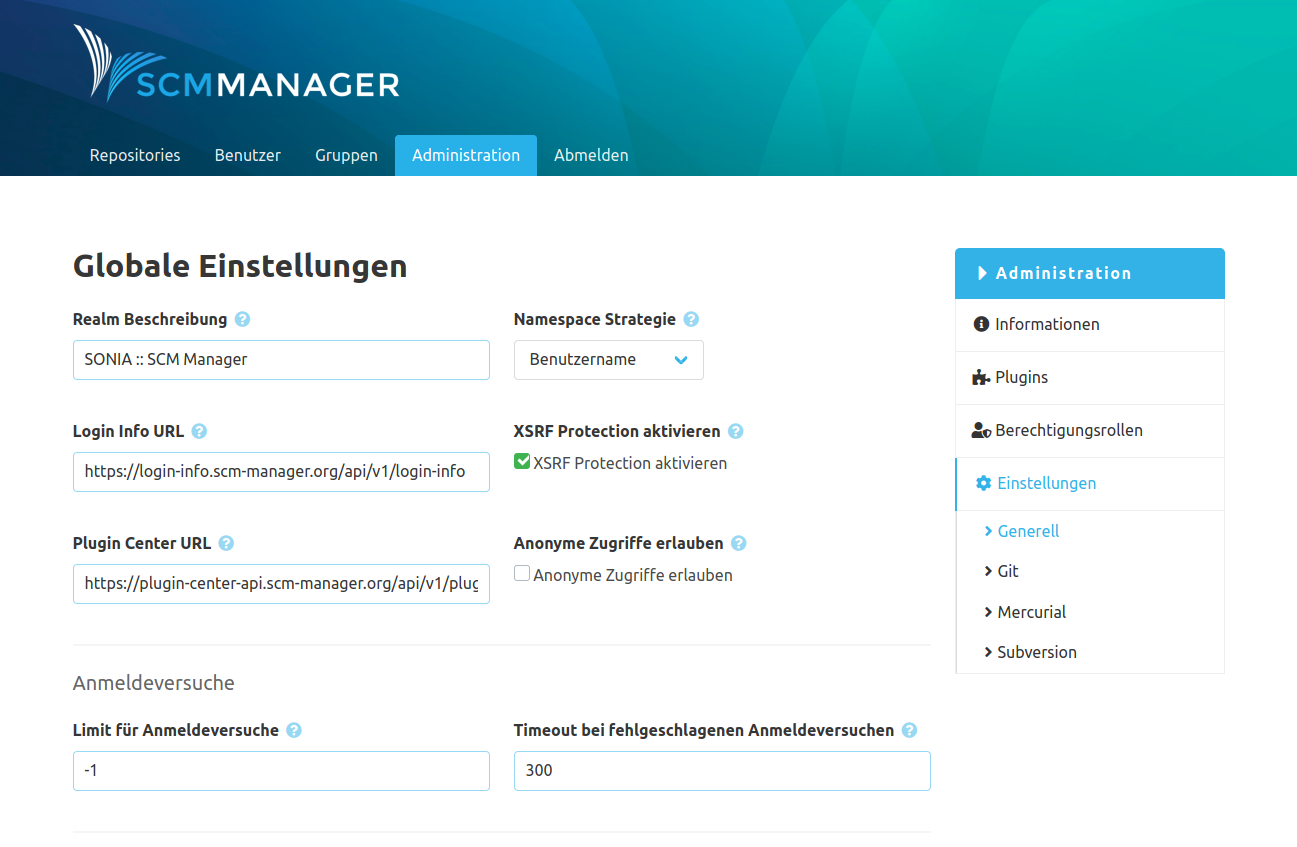 SCMMANAGER
Repositories Benutzer Gruppen Administration Abmelden
Globale Einstellungen
Realm Beschreibung
SONIA :: SCM Manager
Namespace Strategie
Benutzername
Login Info URL
https://login-info.scm-manager.org/api/v1/login-info
XSRF Protection aktivieren
XSRF Protection aktivieren
Plugin Center URL
https://plugin-center-api.scm-manager.org/api/v1/plug
Anonyme Zugriffe erlauben
Anonyme Zugriffe erlauben
Anmeldeversuche
Limit für Anmeldeversuche
-1
Timeout bei fehlgeschlagenen Anmeldeversuchen
300
Administration
Informationen
Plugins
Berechtigungsrollen
Einstellungen
Generell
Git
Mercurial
Subversion